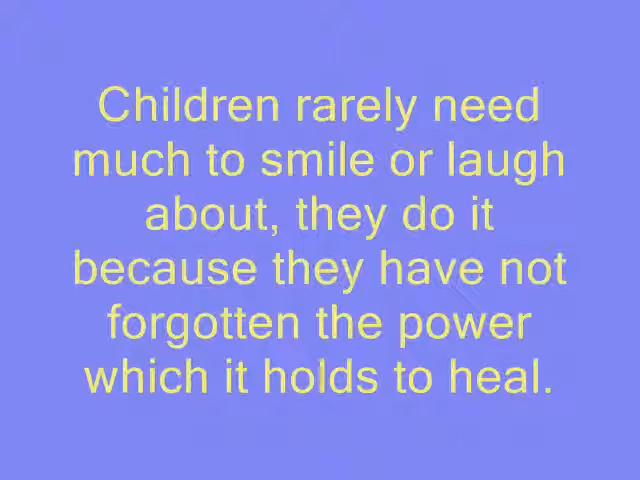 Children rarely need
much to smile or laugh
about, they do it
because they have not
forgotten the power
which it holds to heal.